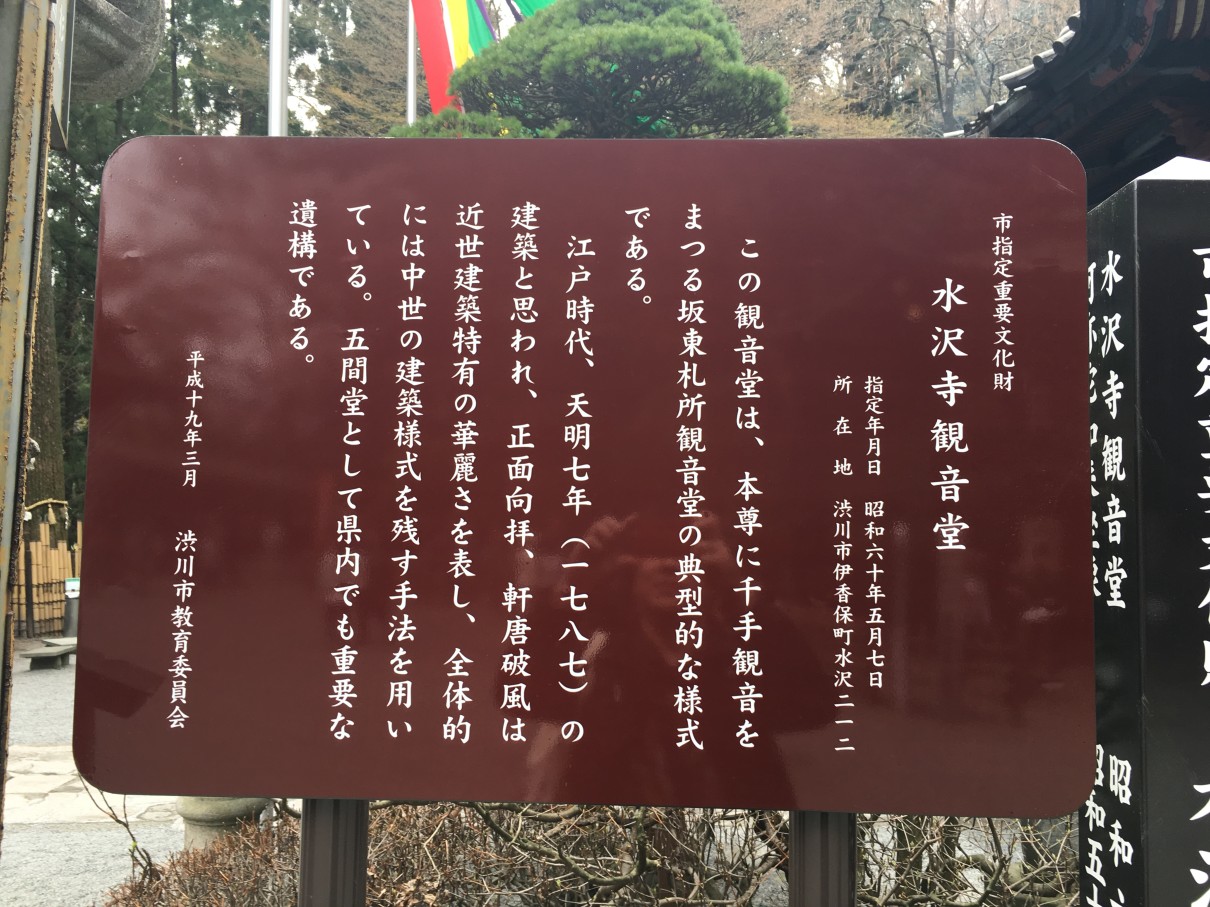 市指定重要文化財
水沢寺観音堂
指定年月日 昭和六十年五月七日
所在地 渋川市伊香保町水沢二一二
この観音堂は、本尊に千手観音を
まつる坂東札所観音堂の典型的な様式
である。
江戸時代、天明七年(一七八七)の
建築と思われ、正面向拝、軒唐破風は
近世建築特有の華麗さを表し、全体的
には中世の建築様式を残す手法を用い
ている。五間堂として県内でも重要な
遺構である。
平成十九年三月 渋川市教育委員会
水沢寺観音堂 昭和
昭和五十